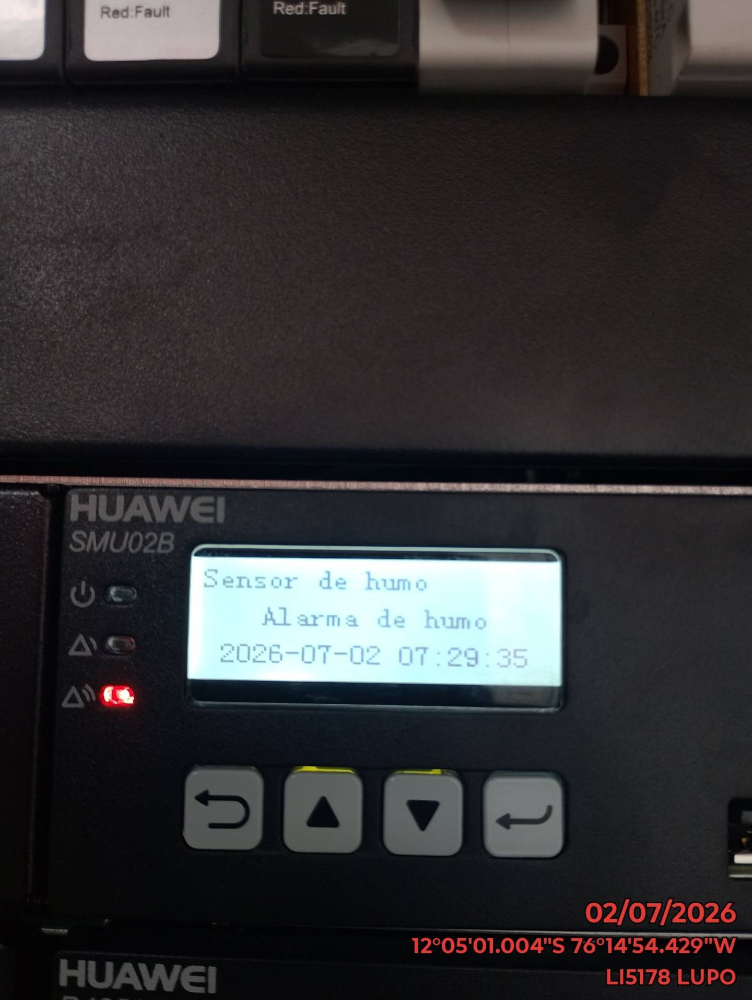 Red:Fault
Red:Fault
HUAWEI
SMU02B
Sensor de humo
Alarma de humo
2026-07-02 07:29:35
02/07/2026
12°05'01.004"S 76°14'54.429"W
LI5178 LUPO
HUAWEI